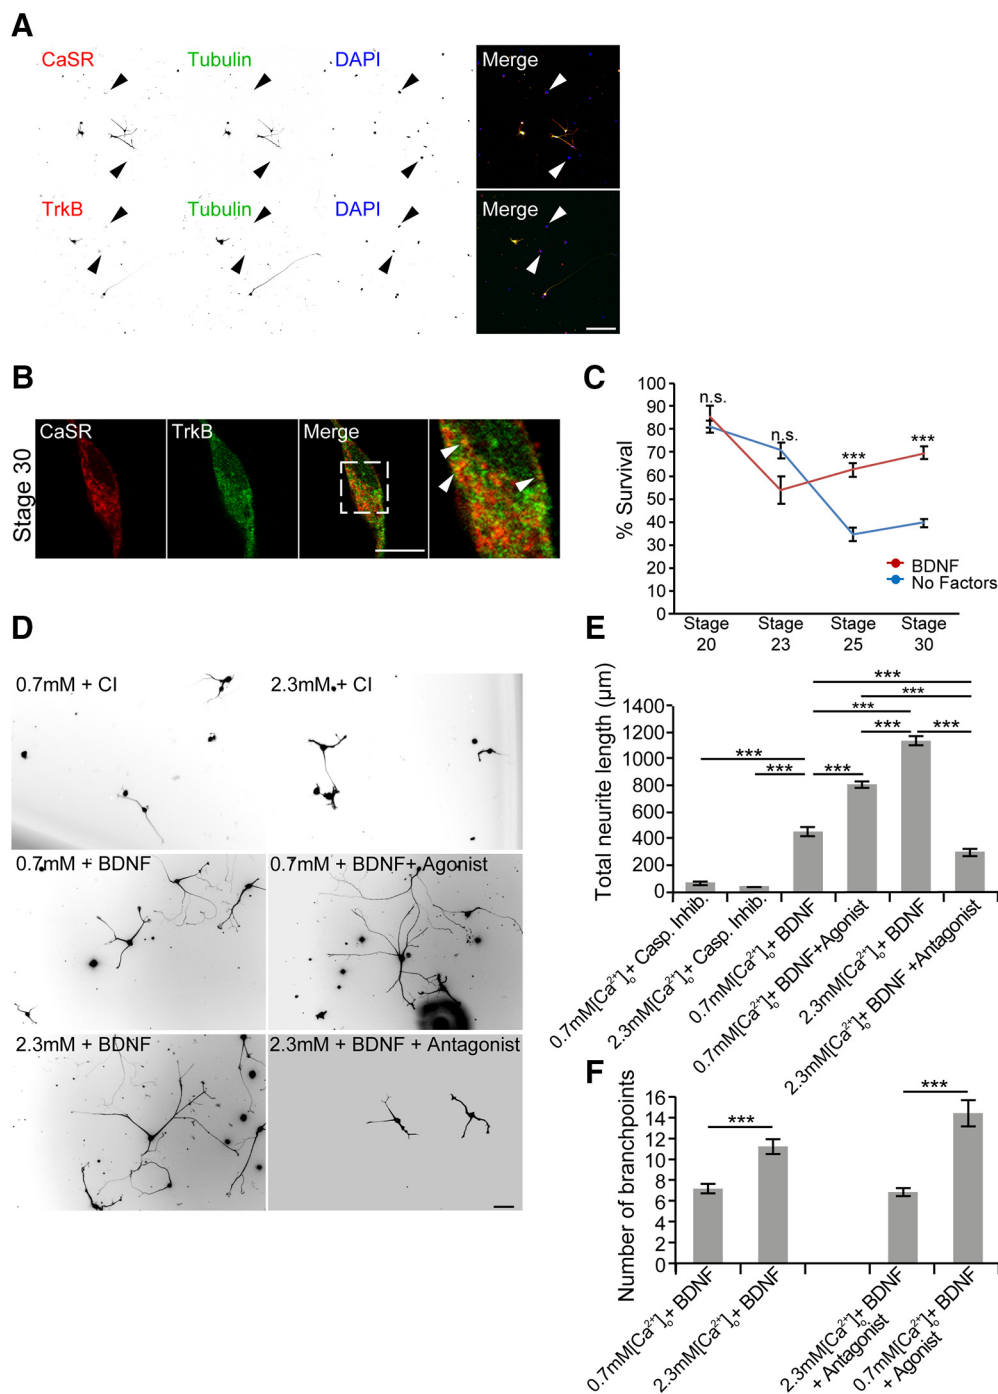 A
CaSR Tubulin DAPI Merge
TrkB Tubulin DAPI Merge
B
Stage 30
CaSR TrkB Merge
C
% Survival
100
90
80
70
60
50
40
30
20
10
0
n.s.
n.s.
***
***
BDNF
No Factors
Stage 20
Stage 23
Stage 25
Stage 30
D
0.7mM + CI
2.3mM + CI
0.7mM + BDNF
0.7mM + BDNF+ Agonist
2.3mM + BDNF
2.3mM + BDNF + Antagonist
E
Total neurite length (μm)
1400
1200
1000
800
600
400
200
0
***
***
***
***
***
***
***
***
0.7mM[Ca²⁺]ₒ+ Casp. Inhib.
2.3mM[Ca²⁺]ₒ+ Casp. Inhib.
0.7mM[Ca²⁺]ₒ+ BDNF
0.7mM[Ca²⁺]ₒ+ BDNF+Agonist
2.3mM[Ca²⁺]ₒ+ BDNF
2.3mM[Ca²⁺]ₒ+ BDNF +Antagonist
F
Number of branchpoints
16
14
12
10
8
6
4
2
0
***
***
0.7mM[Ca²⁺]ₒ+ BDNF
2.3mM[Ca²⁺]ₒ+ BDNF
2.3mM[Ca²⁺]ₒ+ BDNF
+ Antagonist
0.7mM[Ca²⁺]ₒ+ BDNF
+ Agonist